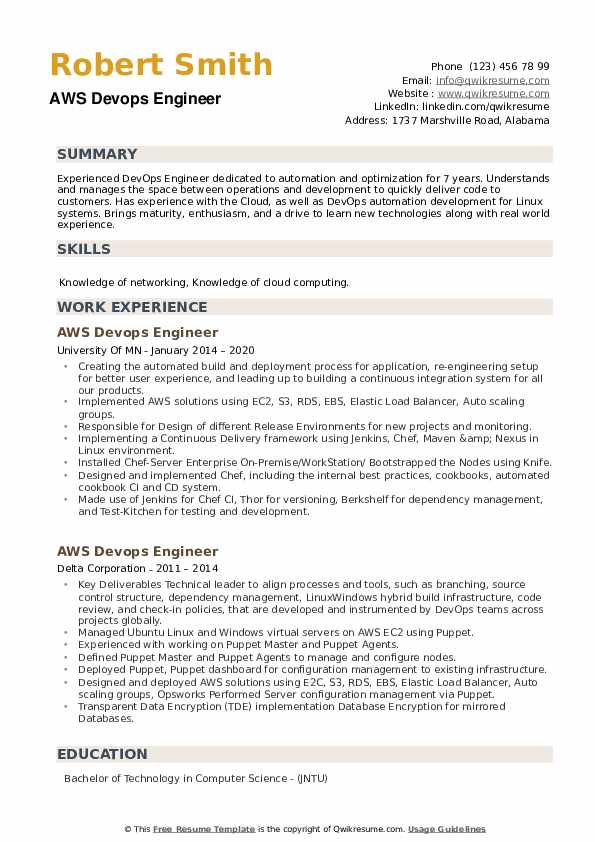 Robert Smith
AWS Devops Engineer
Phone (123) 456 78 99
Email: info@qwikresume.com
Website : www.qwikresume.com
LinkedIn: linkedin.com/qwikresume
Address: 1737 Marshville Road, Alabama
SUMMARY
Experienced DevOps Engineer dedicated to automation and optimization for 7 years. Understands
and manages the space between operations and development to quickly deliver code to
customers. Has experience with the Cloud, as well as DevOps automation development for Linux
systems. Brings maturity, enthusiasm, and a drive to learn new technologies along with real world
experience.
SKILLS
Knowledge of networking, Knowledge of cloud computing.
WORK EXPERIENCE
AWS Devops Engineer
University Of MN - January 2014 – 2020
• Creating the automated build and deployment process for application, re-engineering setup
for better user experience, and leading up to building a continuous integration system for all
our products.
• Implemented AWS solutions using EC2, S3, RDS, EBS, Elastic Load Balancer, Auto scaling
groups.
• Responsible for Design of different Release Environments for new projects and monitoring.
• Implementing a Continuous Delivery framework using Jenkins, Chef, Maven &amp; Nexus in
Linux environment.
• Installed Chef-Server Enterprise On-Premise/WorkStation/ Bootstrapped the Nodes using Knife.
• Designed and implemented Chef, including the internal best practices, cookbooks, automated
cookbook CI and CD system.
• Made use of Jenkins for Chef CI, Thor for versioning, Berkshelf for dependency management,
and Test-Kitchen for testing and development.
AWS Devops Engineer
Delta Corporation - 2011 – 2014
• Key Deliverables Technical leader to align processes and tools, such as branching, source
control structure, dependency management, LinuxWindows hybrid build infrastructure, code
review, and check-in policies, that are developed and instrumented by DevOps teams across
projects globally.
• Managed Ubuntu Linux and Windows virtual servers on AWS EC2 using Puppet.
• Experienced with working on Puppet Master and Puppet Agents.
• Defined Puppet Master and Puppet Agents to manage and configure nodes.
• Deployed Puppet, Puppet dashboard for configuration management to existing infrastructure.
• Designed and deployed AWS solutions using E2C, S3, RDS, EBS, Elastic Load Balancer, Auto
scaling groups, Opsworks Performed Server configuration management via Puppet.
• Transparent Data Encryption (TDE) implementation Database Encryption for mirrored
Databases.
EDUCATION
Bachelor of Technology in Computer Science - (JNTU)
© This Free Resume Template is the copyright of Qwikresume.com. Usage Guidelines